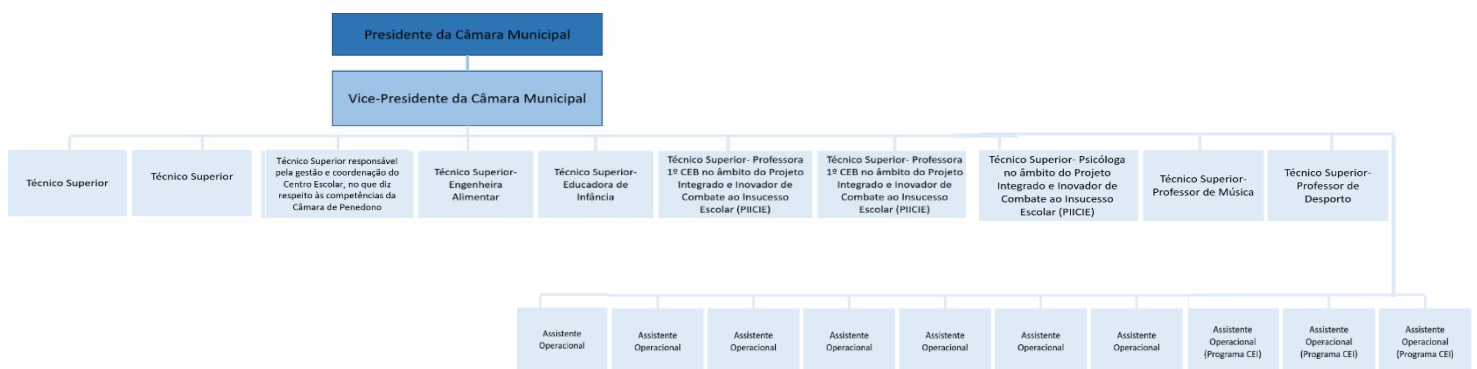 Presidente da Câmara Municipal
Vice-Presidente da Câmara Municipal
Técnico Superior
Técnico Superior
Técnico Superior responsável
pela gestão e coordenação do
Centro Escolar, no que diz
respeito às competências da
Câmara de Penedono
Técnico Superior-
Engenheira
Alimentar
Técnico Superior-
Educadora de
Infância
Técnico Superior- Professora
1º CEB no âmbito do Projeto
Integrado e Inovador de
Combate ao Insucesso
Escolar (PIICIE)
Técnico Superior- Professora
1º CEB no âmbito do Projeto
Integrado e Inovador de
Combate ao Insucesso
Escolar (PIICIE)
Técnico Superior- Psicóloga
no âmbito do Projeto
Integrado e Inovador de
Combate ao Insucesso
Escolar (PIICIE)
Técnico Superior-
Professor de Música
Técnico Superior-
Professor de
Desporto
Assistente
Operacional
Assistente
Operacional
Assistente
Operacional
Assistente
Operacional
Assistente
Operacional
Assistente
Operacional
Assistente
Operacional
Assistente
Operacional
(Programa CEI)
Assistente
Operacional
(Programa CEI)
Assistente
Operacional
(Programa CEI)